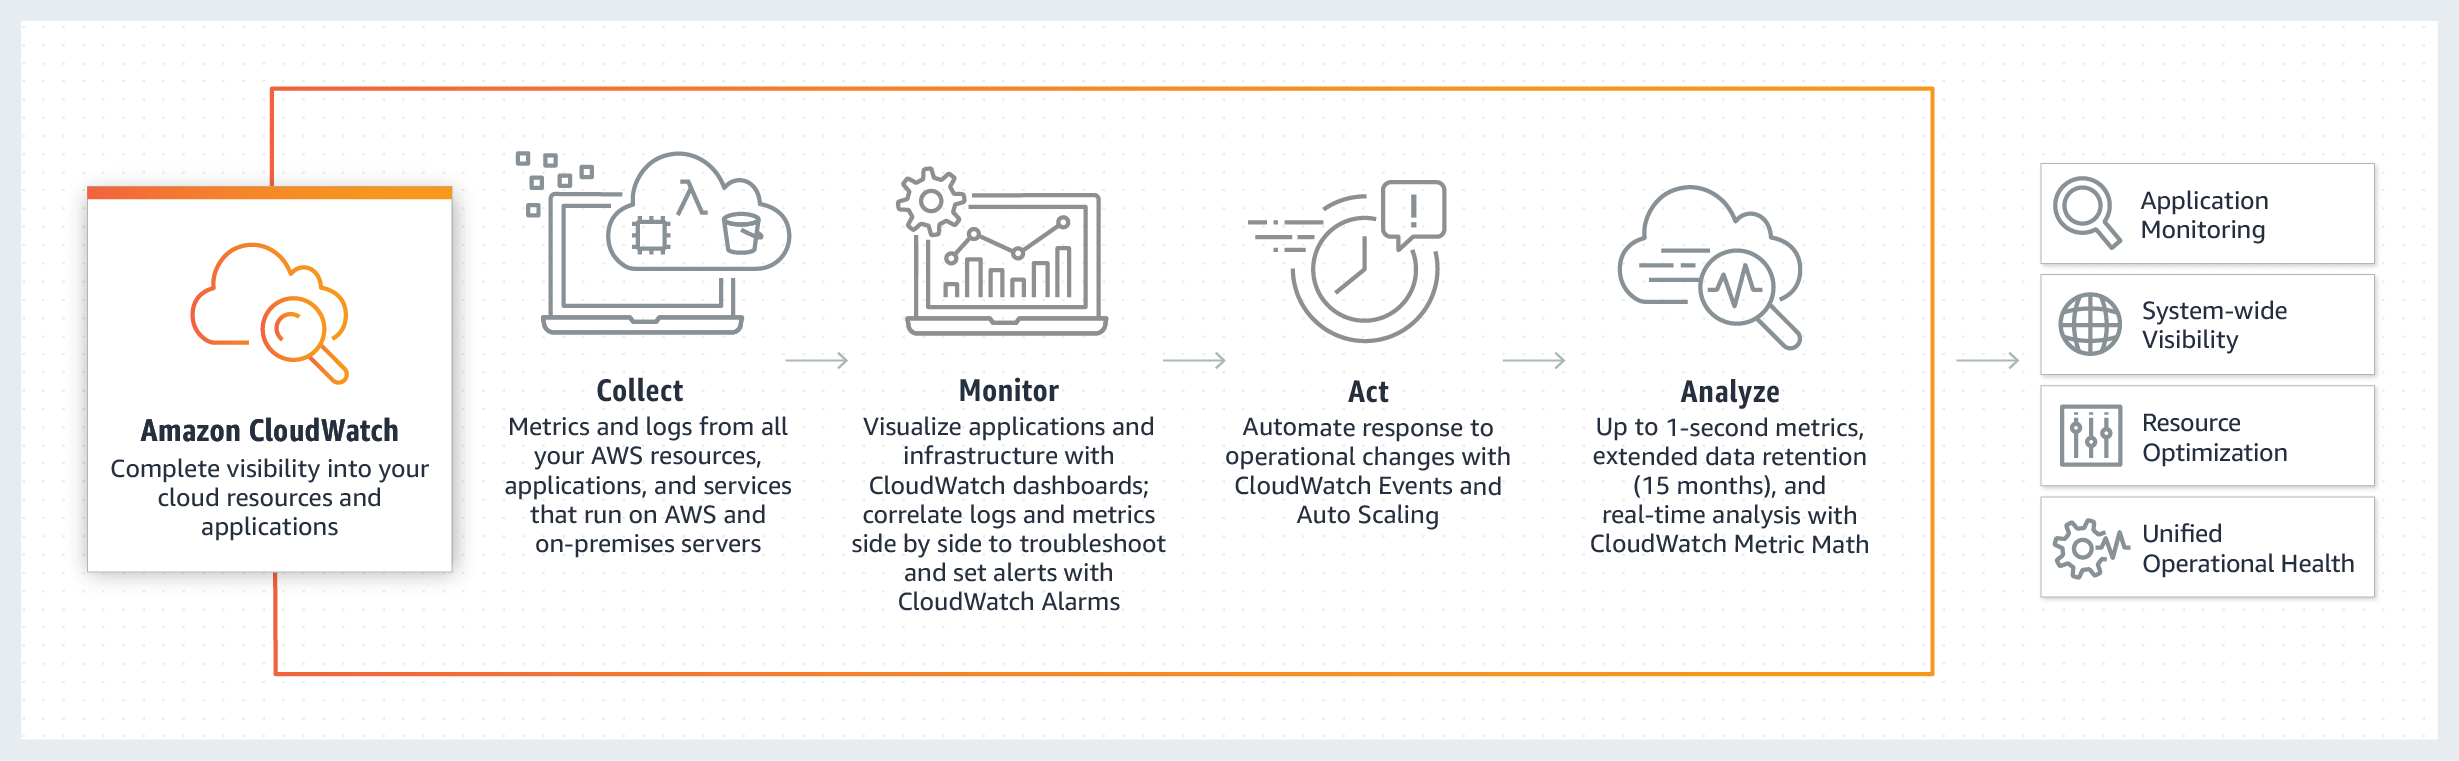 Amazon CloudWatch
Complete visibility into your
cloud resources and
applications
Collect
Metrics and logs from all
your AWS resources,
applications, and services
that run on AWS and
on-premises servers
Monitor
Visualize applications and
infrastructure with
CloudWatch dashboards;
correlate logs and metrics
side by side to troubleshoot
and set alerts with
CloudWatch Alarms
Act
Automate response to
operational changes with
CloudWatch Events and
Auto Scaling
Analyze
Up to 1-second metrics,
extended data retention
(15 months), and
real-time analysis with
CloudWatch Metric Math
Application
Monitoring
System-wide
Visibility
Resource
Optimization
Unified
Operational Health